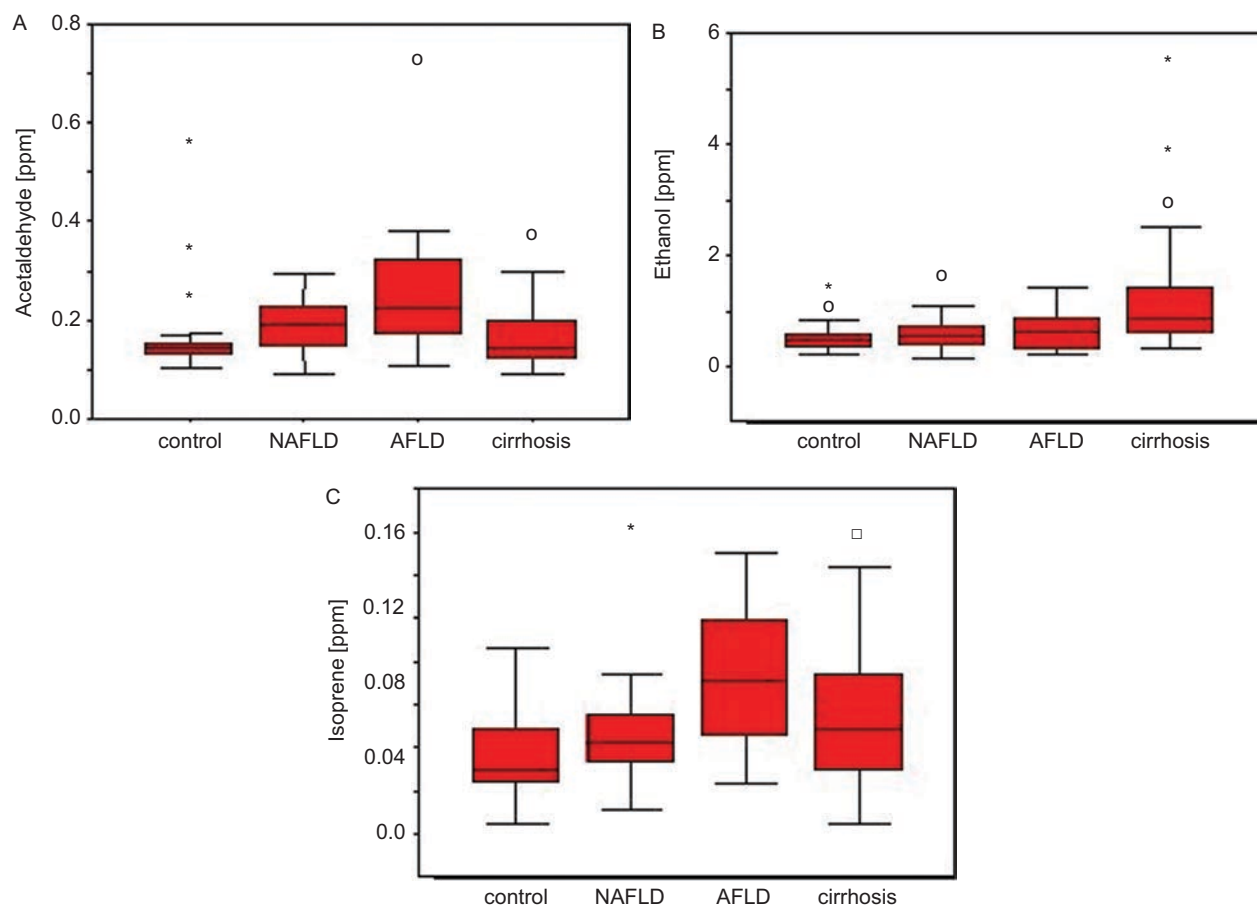 A
Acetaldehyde [ppm]
0.8
0.6
0.4
0.2
0.0
control NAFLD AFLD cirrhosis
B
Ethanol [ppm]
6
4
2
0
control NAFLD AFLD cirrhosis
C
Isoprene [ppm]
0.16
0.12
0.08
0.04
0.0
control NAFLD AFLD cirrhosis